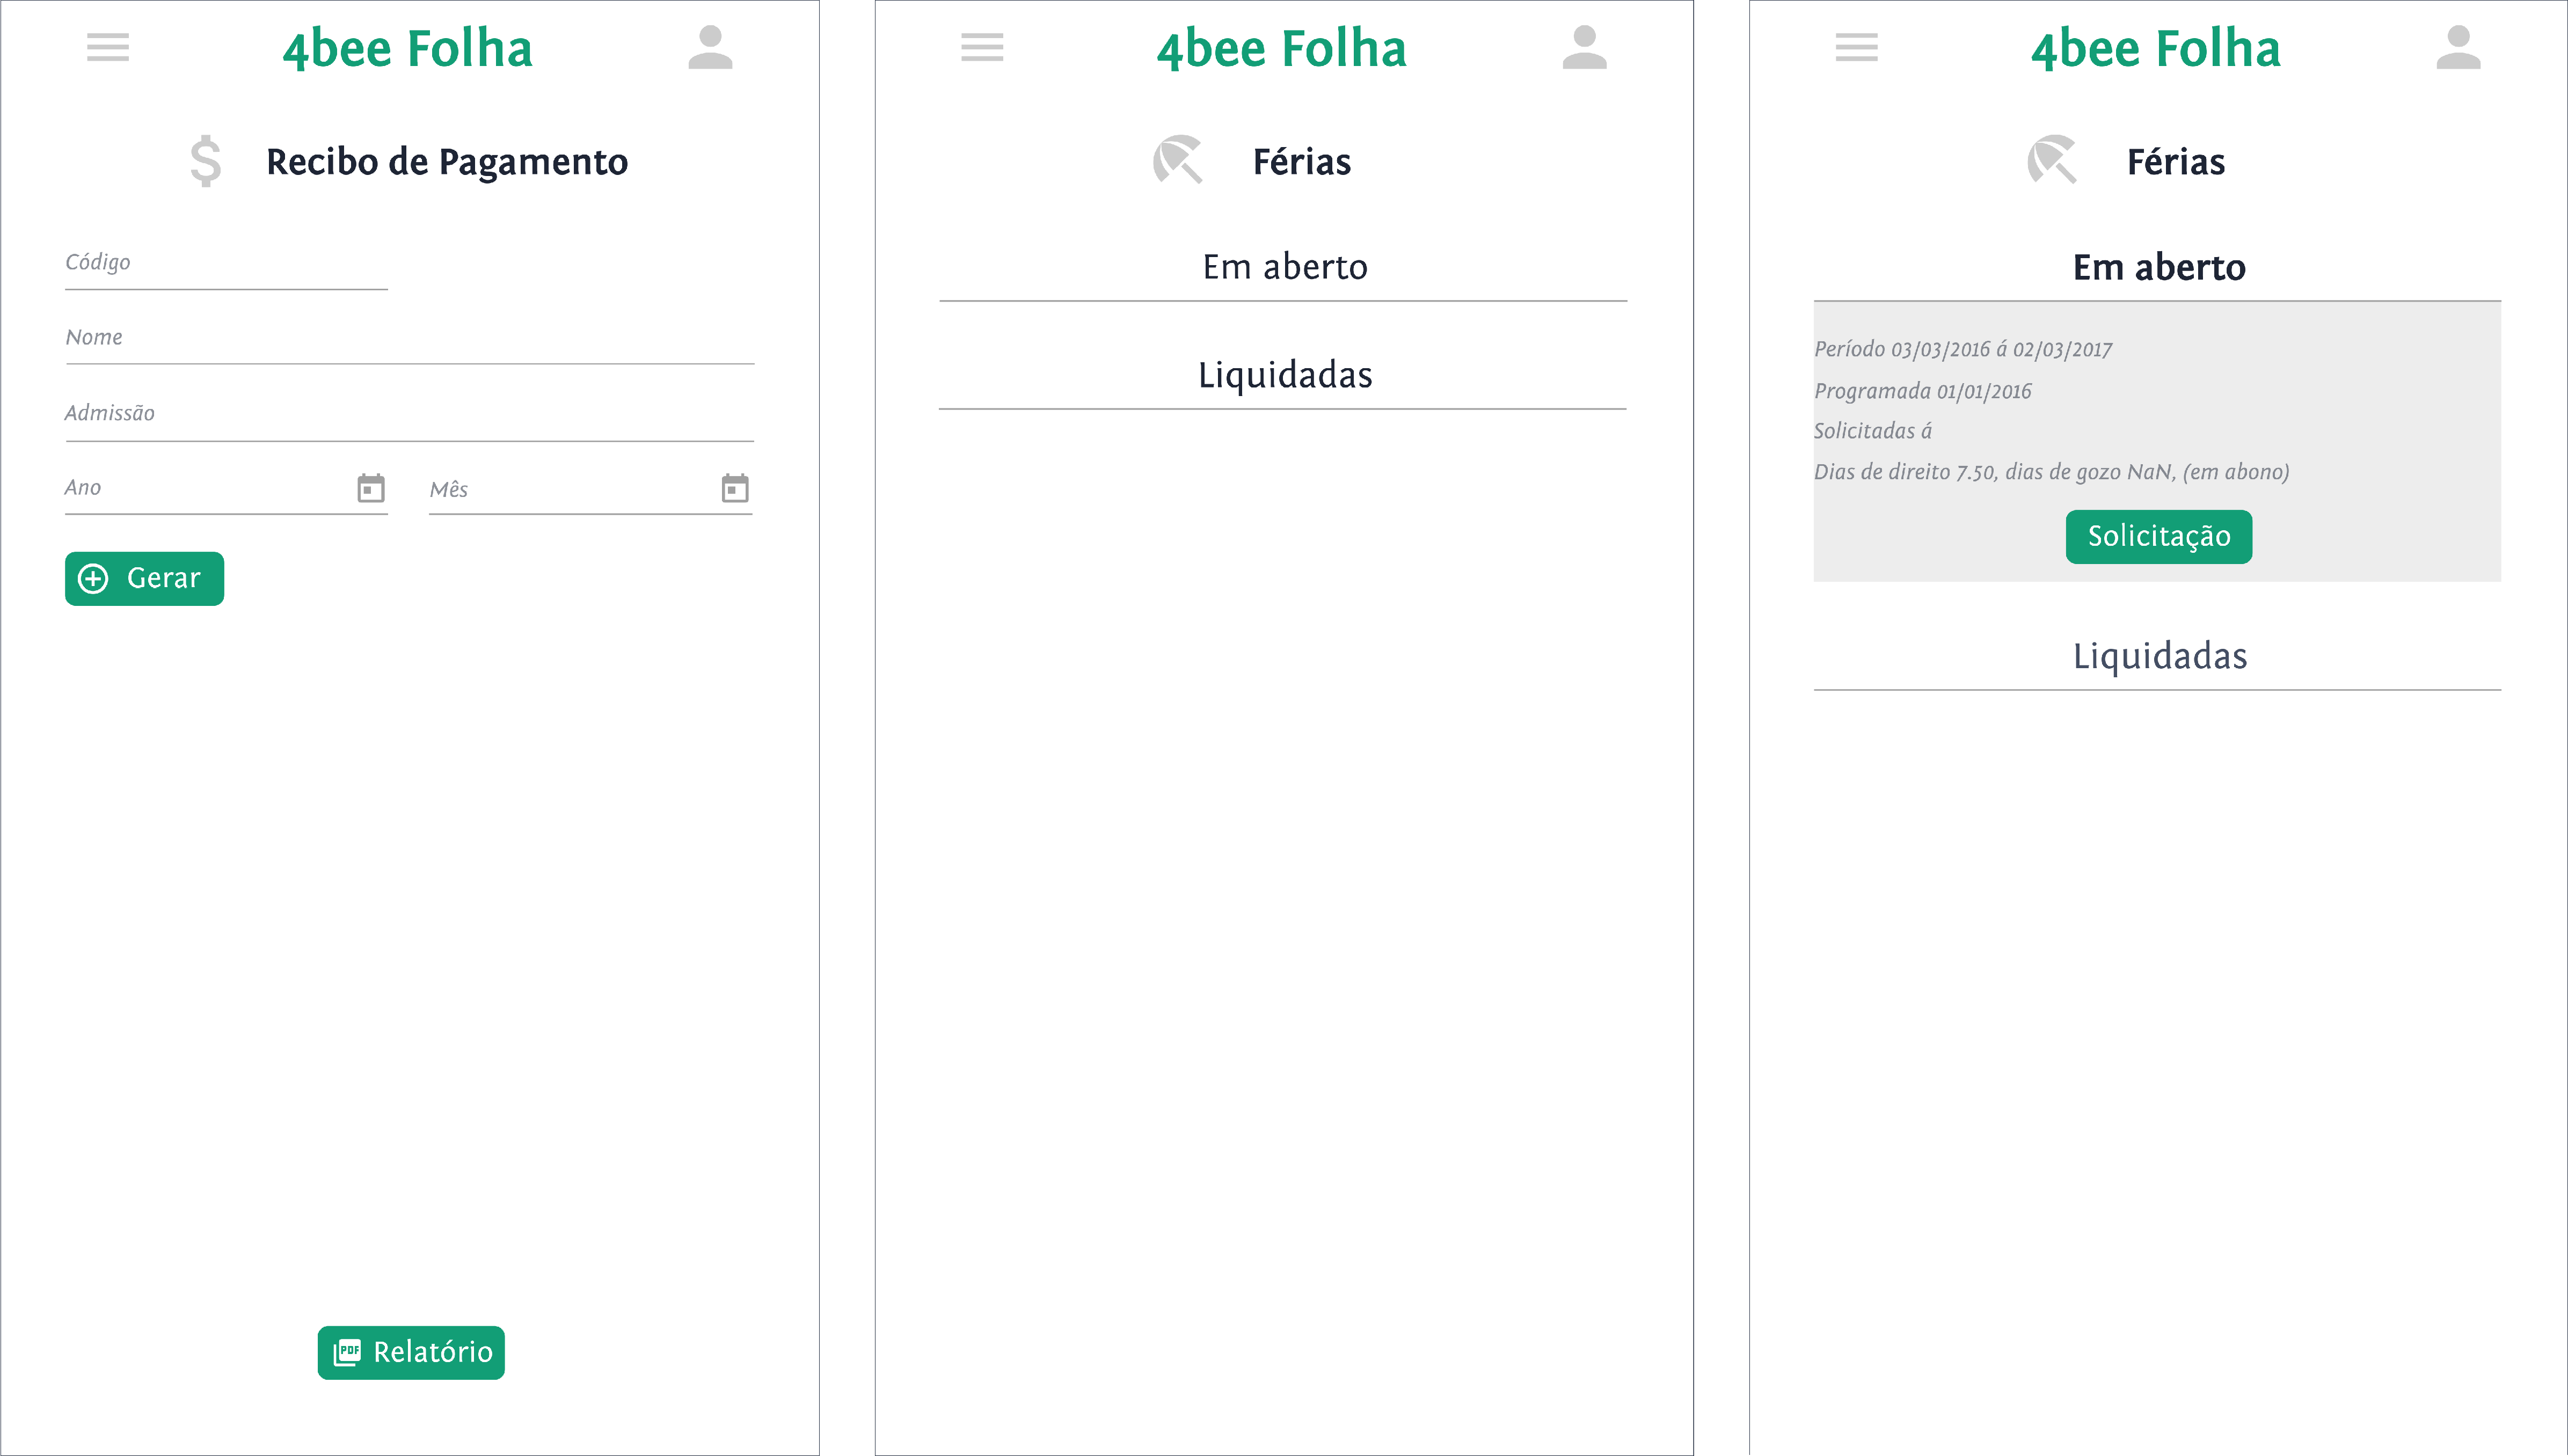 4bee Folha
Recibo de Pagamento
Código
Nome
Admissão
Ano
Mês
Gerar
PDF Relatório
4bee Folha
Férias
Em aberto
Liquidadas
4bee Folha
Férias
Em aberto
Período 03/03/2016 á 02/03/2017
Programada 01/01/2016
Solicitadas á
Dias de direito 7.50, dias de gozo NaN, (em abono)
Solicitação
Liquidadas